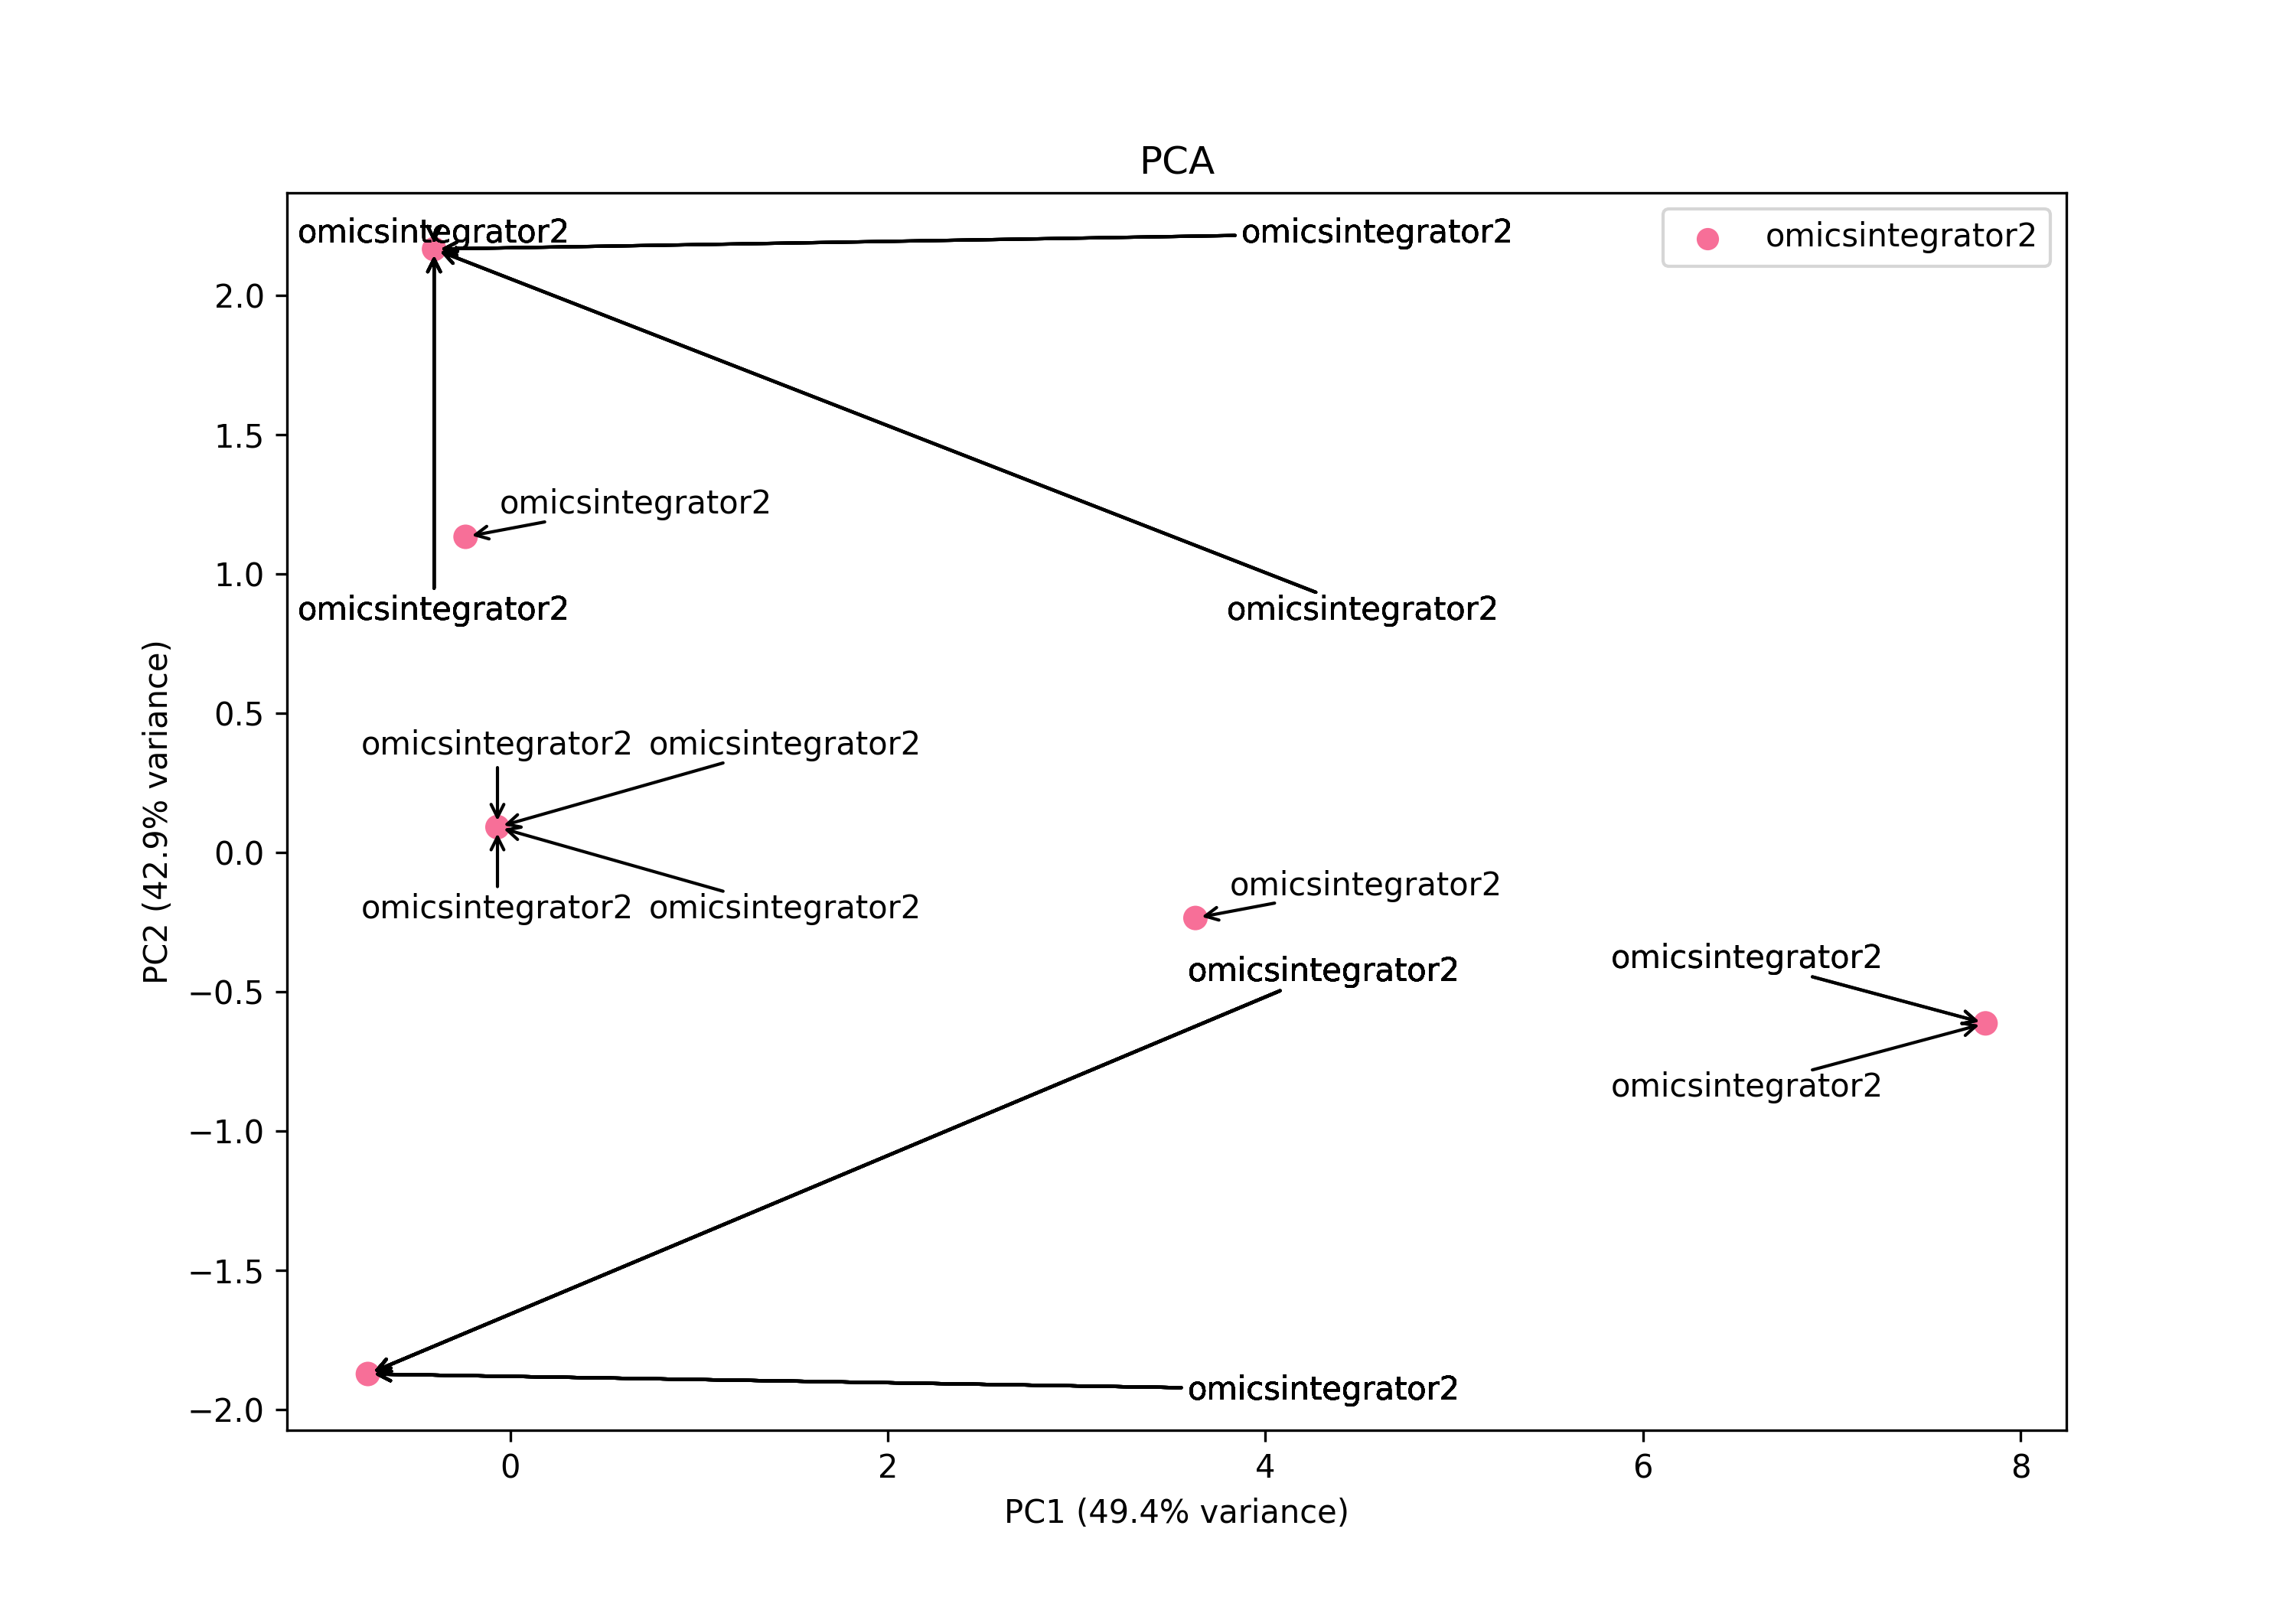 PCA
omicsintegrator2
omicsintegrator2
omicsintegrator2
2.0
1.5
omicsintegrator2
1.0
omicsintegrator2
omicsintegrator2
0.5
omicsintegrator2
omicsintegrator2
0.0
omicsintegrator2
omicsintegrator2
omicsintegrator2
omicsintegrator2
omicsintegrator2
−0.5
omicsintegrator2
−1.0
−1.5
omicsintegrator2
−2.0
PC2 (42.9% variance)
0 2 4 6 8
PC1 (49.4% variance)